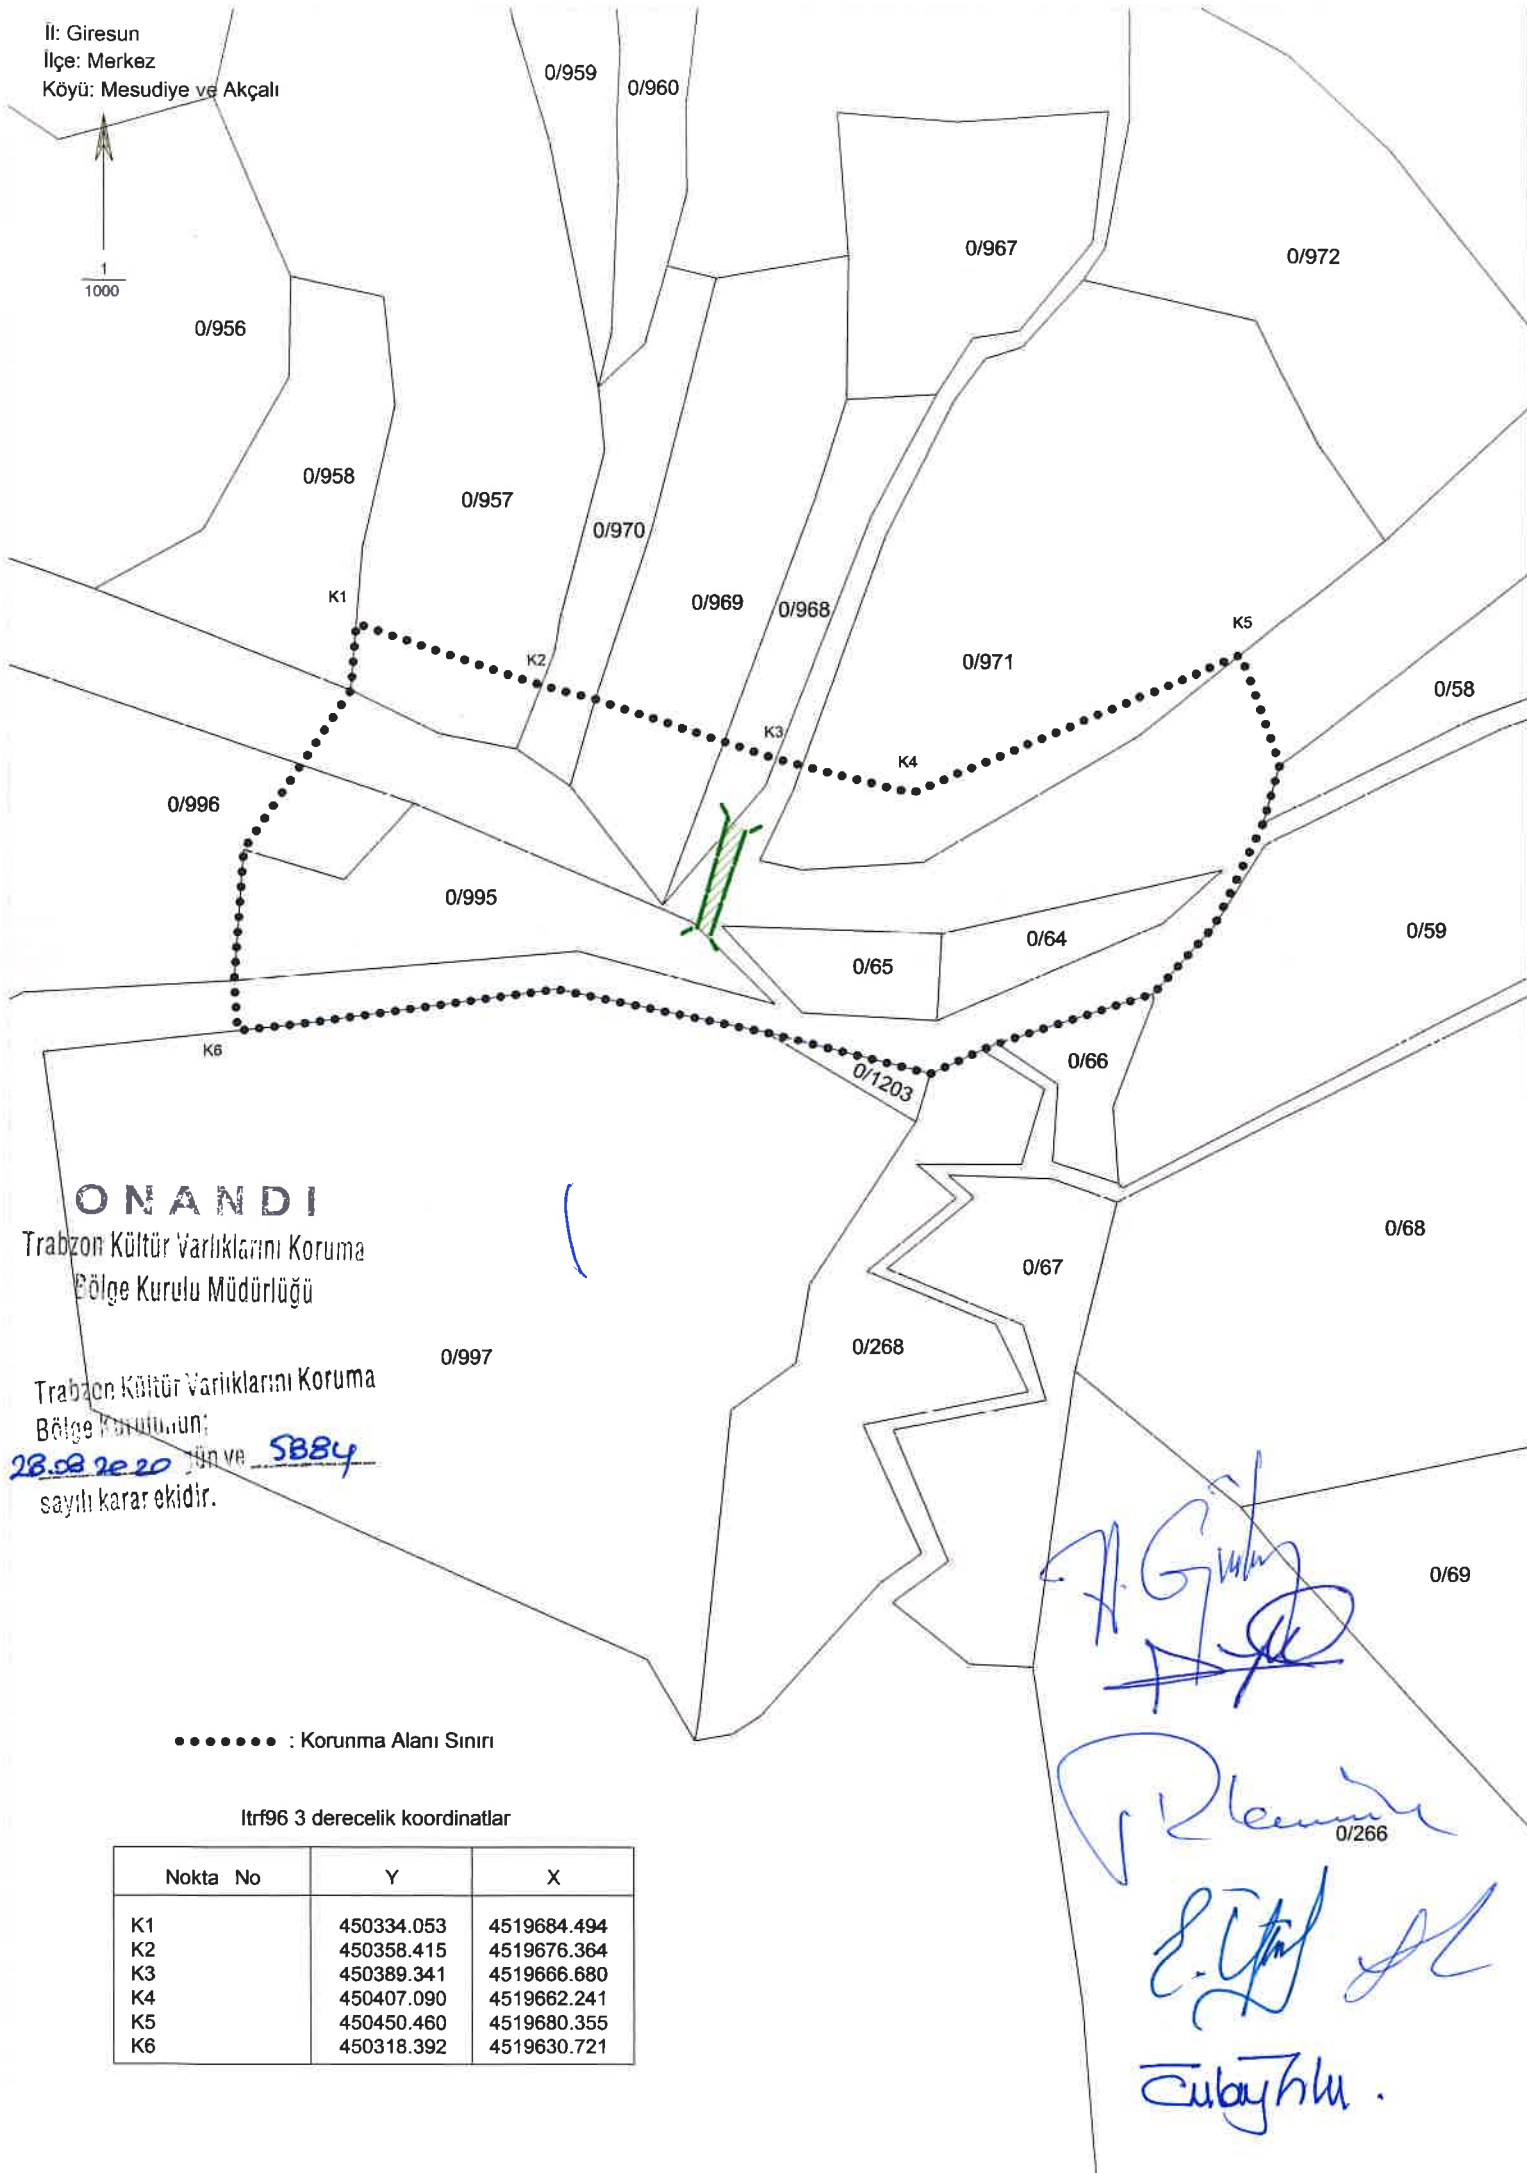 İl: Giresun
İlçe: Merkez
Köyü: Mesudiye ve Akçalı
1
1000
0/959
0/960
0/967
0/972
0/956
0/958
0/957
0/970
0/969
0/968
0/971
0/58
K1
K2
K3
K4
K5
0/996
0/995
0/65
0/64
0/59
K6
0/1203
0/66
0/68
0/67
0/997
0/268
0/69
0/266
ONANDI
Trabzon Kültür Varlıklarını Koruma
Bölge Kurulu Müdürlüğü
Trabzon Kültür Varlıklarını Koruma
Bölge Kurulunun;
28.08.2020 gün ve 5884
sayılı karar ekidir.
: Korunma Alanı Sınırı
Itrf96 3 derecelik koordinatlar
Nokta No Y X
K1 450334.053 4519684.494
K2 450358.415 4519676.364
K3 450389.341 4519666.680
K4 450407.090 4519662.241
K5 450450.460 4519680.355
K6 450318.392 4519630.721